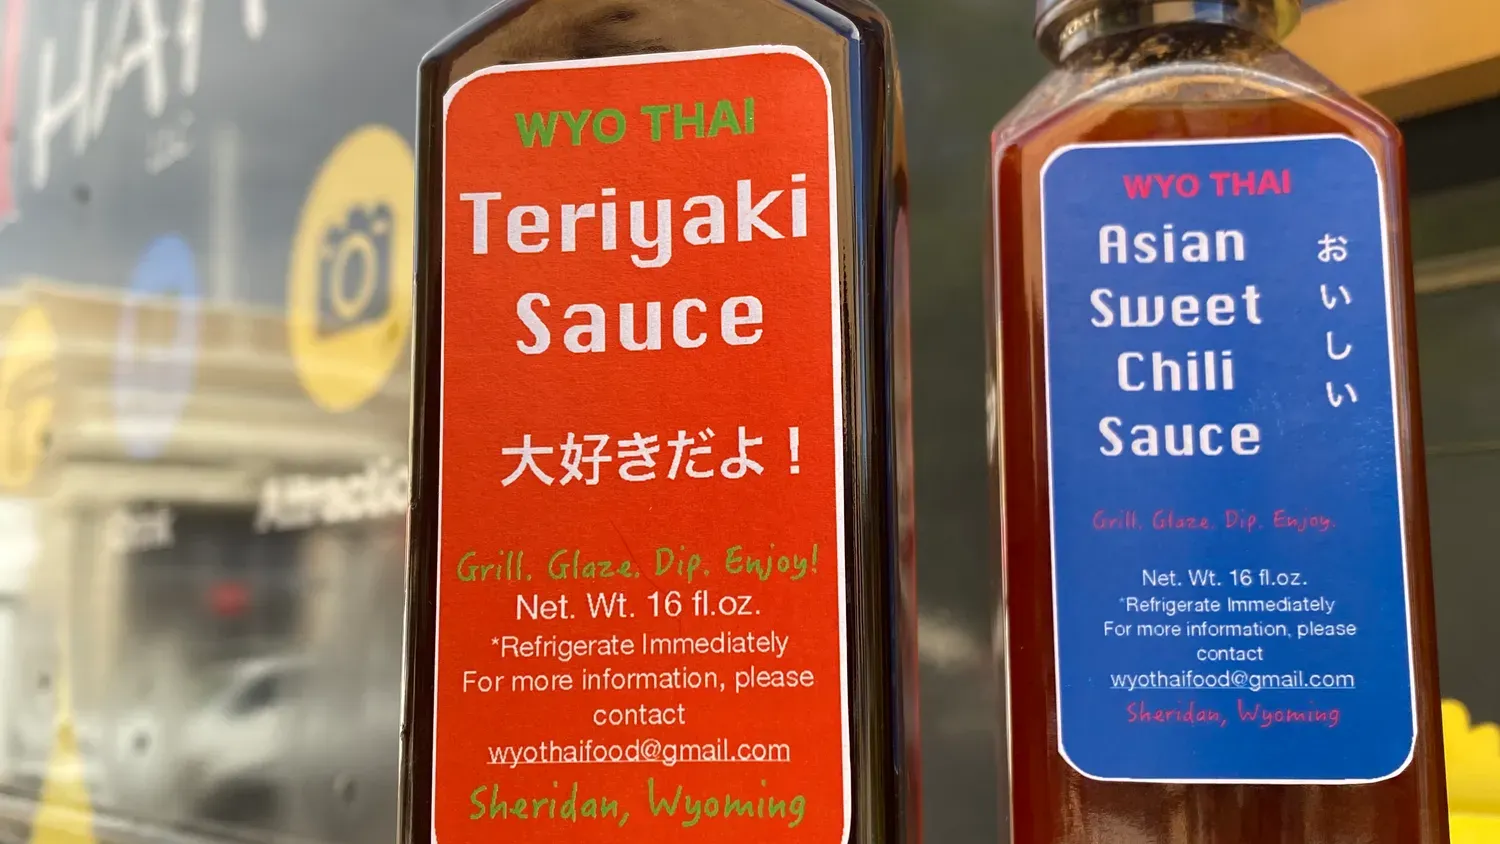 WYO THAI
Teriyaki
Sauce
大好きだよ！
Grill. Glaze. Dip. Enjoy!
Net. Wt. 16 fl.oz.
*Refrigerate Immediately
For more information, please
contact
wyothaifood@gmail.com
Sheridan, Wyoming
WYO THAI
Asian
Sweet
Chili
Sauce
おいしい
Grill. Glaze. Dip. Enjoy.
Net. Wt. 16 fl.oz.
*Refrigerate Immediately
For more information, please
contact
wyothaifood@gmail.com
Sheridan, Wyoming